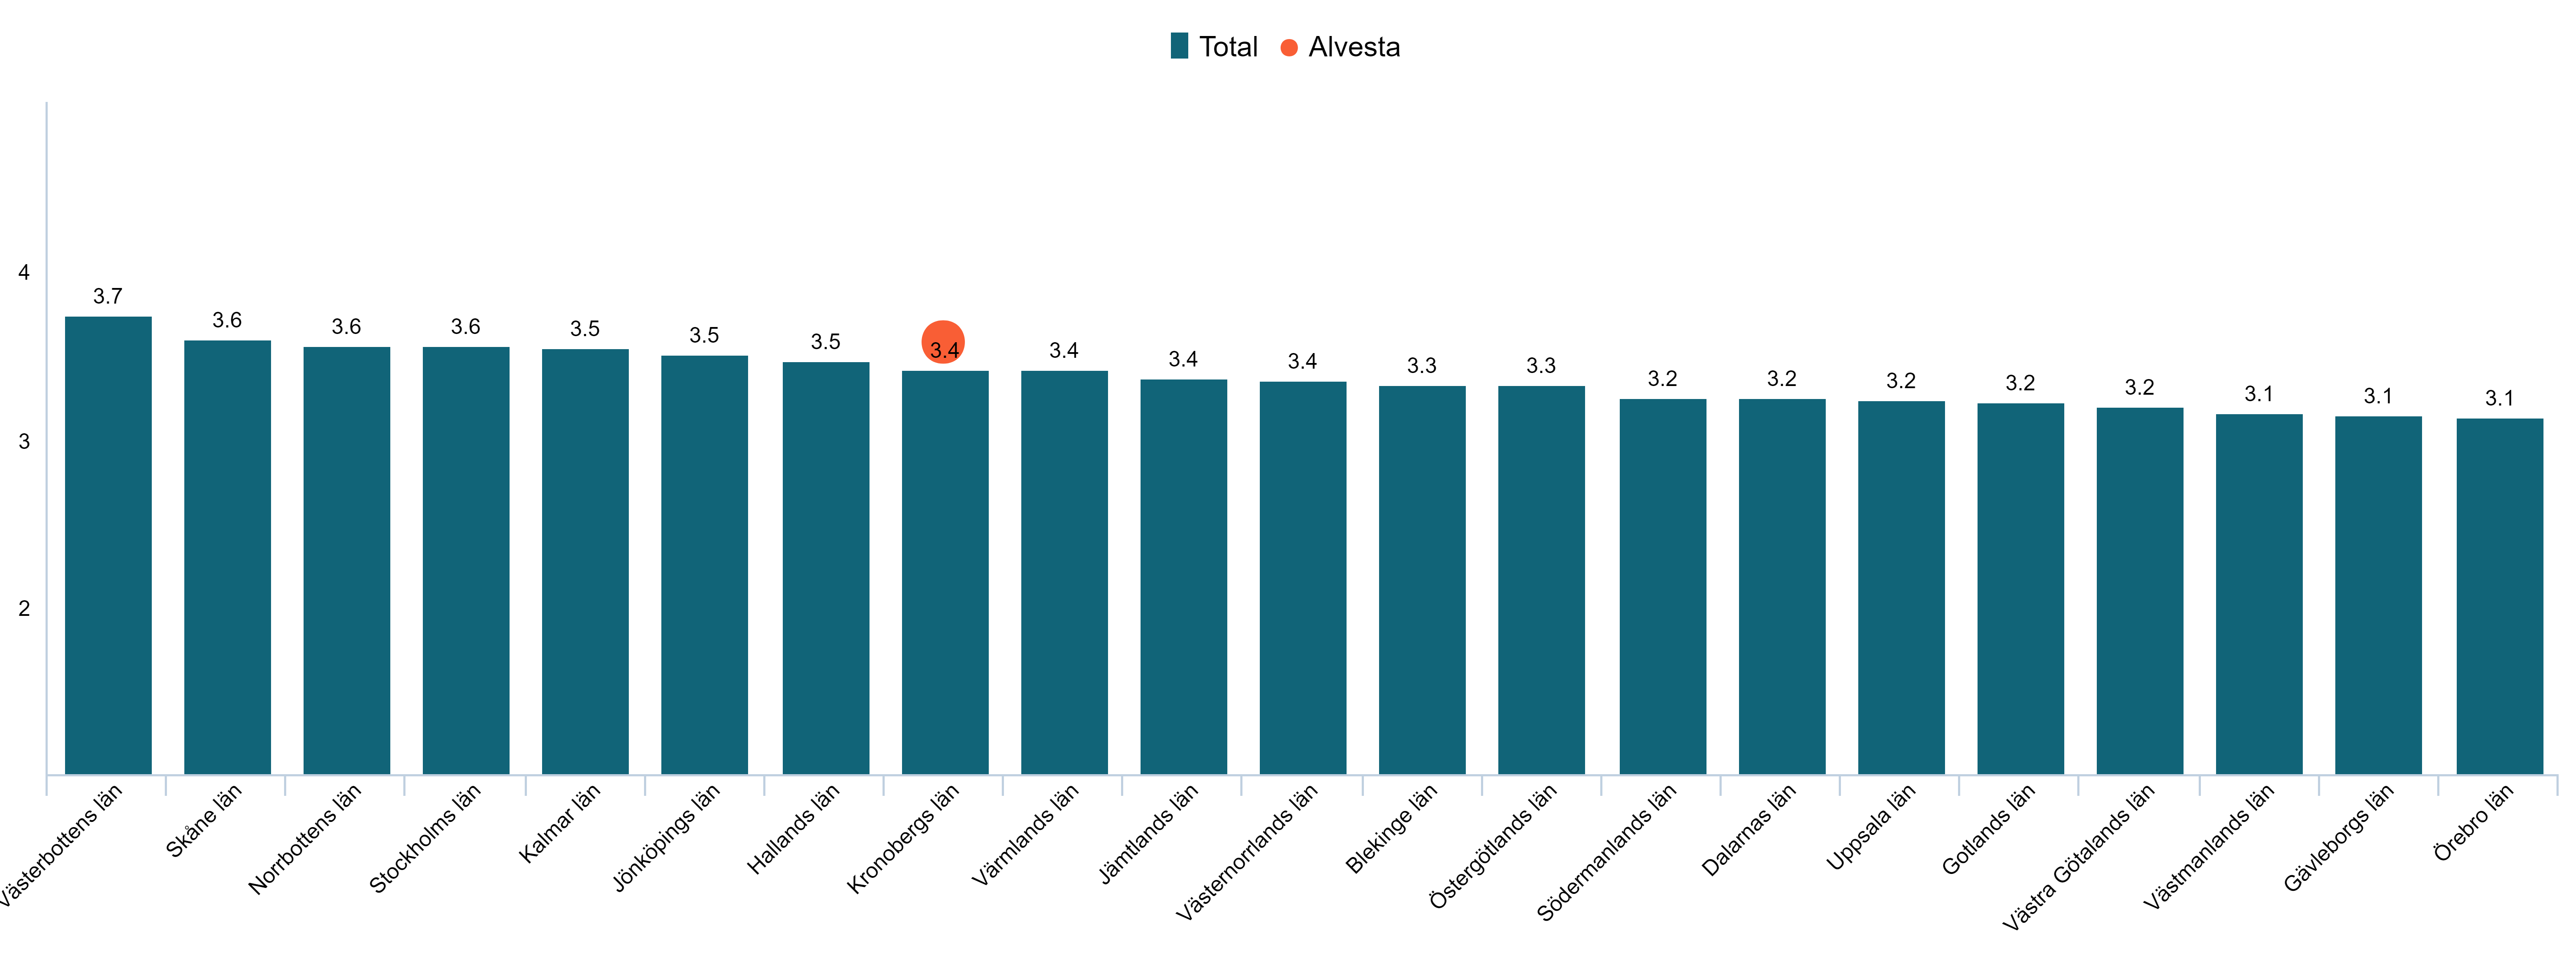 Total Alvesta
4
3
2
3.7 3.6 3.6 3.6 3.5 3.5 3.5 3.4 3.4 3.4 3.4 3.3 3.3 3.2 3.2 3.2 3.2 3.2 3.1 3.1 3.1
Västerbottens län
Skåne län
Norrbottens län
Stockholms län
Kalmar län
Jönköpings län
Hallands län
Kronobergs län
Värmlands län
Jämtlands län
Västernorrlands län
Blekinge län
Östergötlands län
Södermanlands län
Dalarnas län
Uppsala län
Gotlands län
Västra Götalands län
Västmanlands län
Gävleborgs län
Örebro län